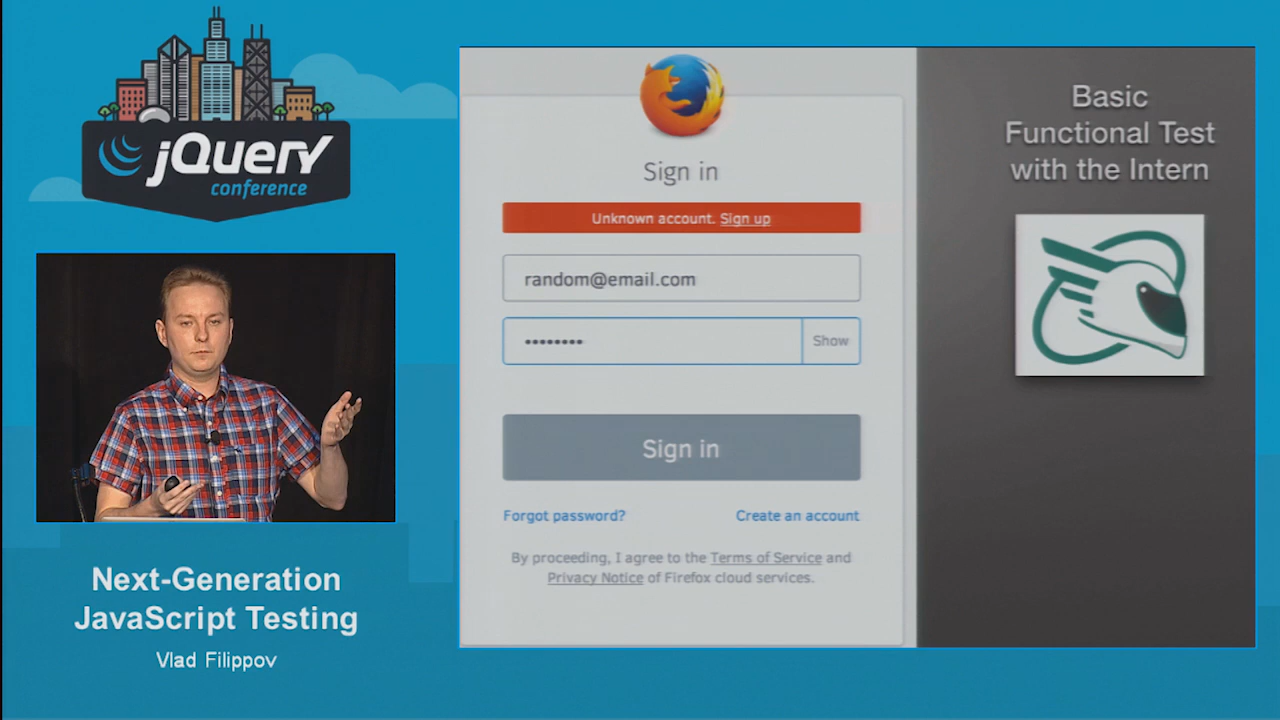 jQuery
conference
Next-Generation
JavaScript Testing
Vlad Filippov
Sign in
Unknown account. Sign up
random@email.com
••••••••
Show
Sign in
Forgot password?
Create an account
By proceeding, I agree to the Terms of Service and
Privacy Notice of Firefox cloud services.
Basic
Functional Test
with the Intern